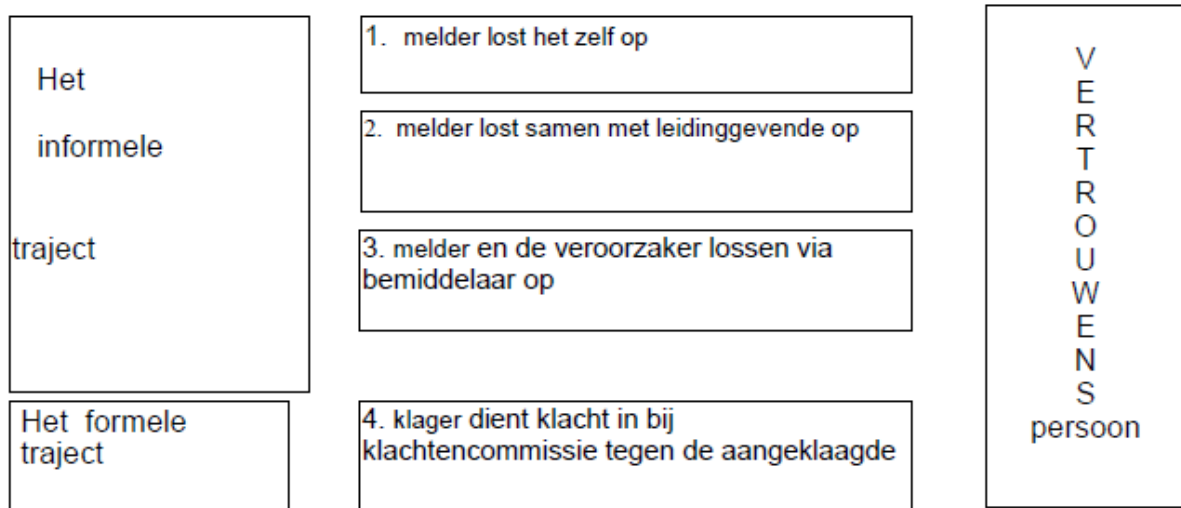 Het
informele
traject
1. melder lost het zelf op
2. melder lost samen met leidinggevende op
3. melder en de veroorzaker lossen via
bemiddelaar op
Het formele
traject
4. klager dient klacht in bij
klachtencommissie tegen de aangeklaagde
V
E
R
T
R
O
U
W
E
N
S
persoon